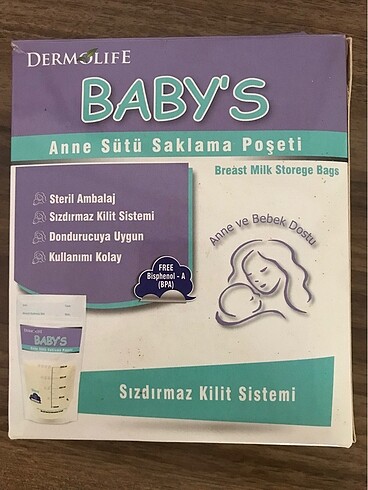 DERMOLIFE
BABY'S
Anne Sütü Saklama Poşeti
Breast Milk Storege Bags
Steril Ambalaj
Sızdırmaz Kilit Sistemi
Dondurucuya Uygun
Kullanımı Kolay
FREE
Bisphenol - A
(BPA)
Anne ve Bebek Dostu
BABY'S
Sızdırmaz Kilit Sistemi